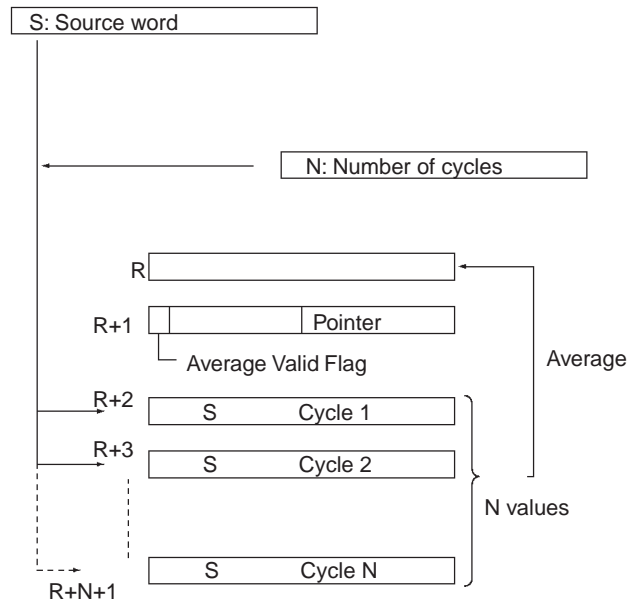 S: Source word
N: Number of cycles
R
R+1
Pointer
Average Valid Flag
Average
R+2
S Cycle 1
R+3
S Cycle 2
N values
S Cycle N
R+N+1